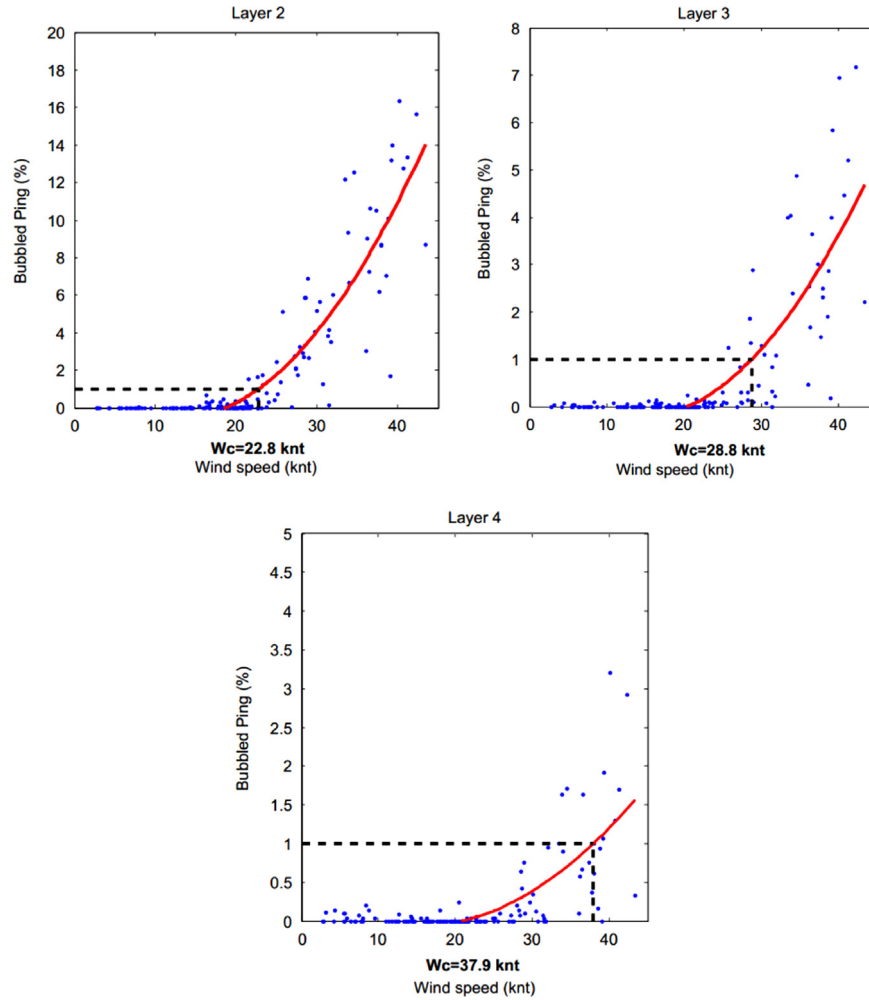 Layer 2
20
18
16
14
12
10
8
6
4
2
0
Bubbled Ping (%)
0 10 20 30 40
Wc=22.8 knt
Wind speed (knt)
Layer 3
8
7
6
5
4
3
2
1
0
Bubbled Ping (%)
0 10 20 30 40
Wc=28.8 knt
Wind speed (knt)
Layer 4
5
4.5
4
3.5
3
2.5
2
1.5
1
0.5
0
Bubbled Ping (%)
0 10 20 30 40
Wc=37.9 knt
Wind speed (knt)